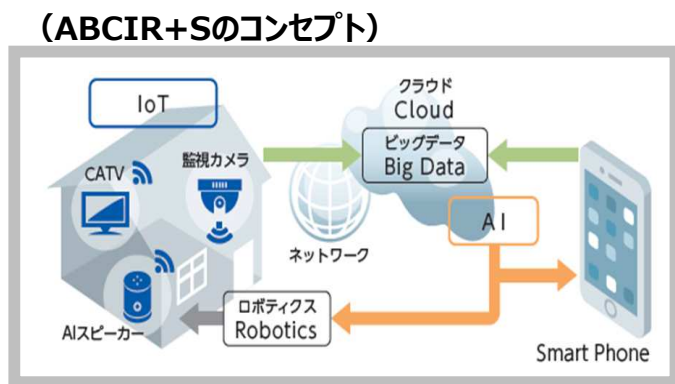 (ABCIR+Sのコンセプト)
IoT
CATV
監視カメラ
AIスピーカー
クラウド
Cloud
ビッグデータ
Big Data
ネットワーク
AI
ロボティクス
Robotics
Smart Phone